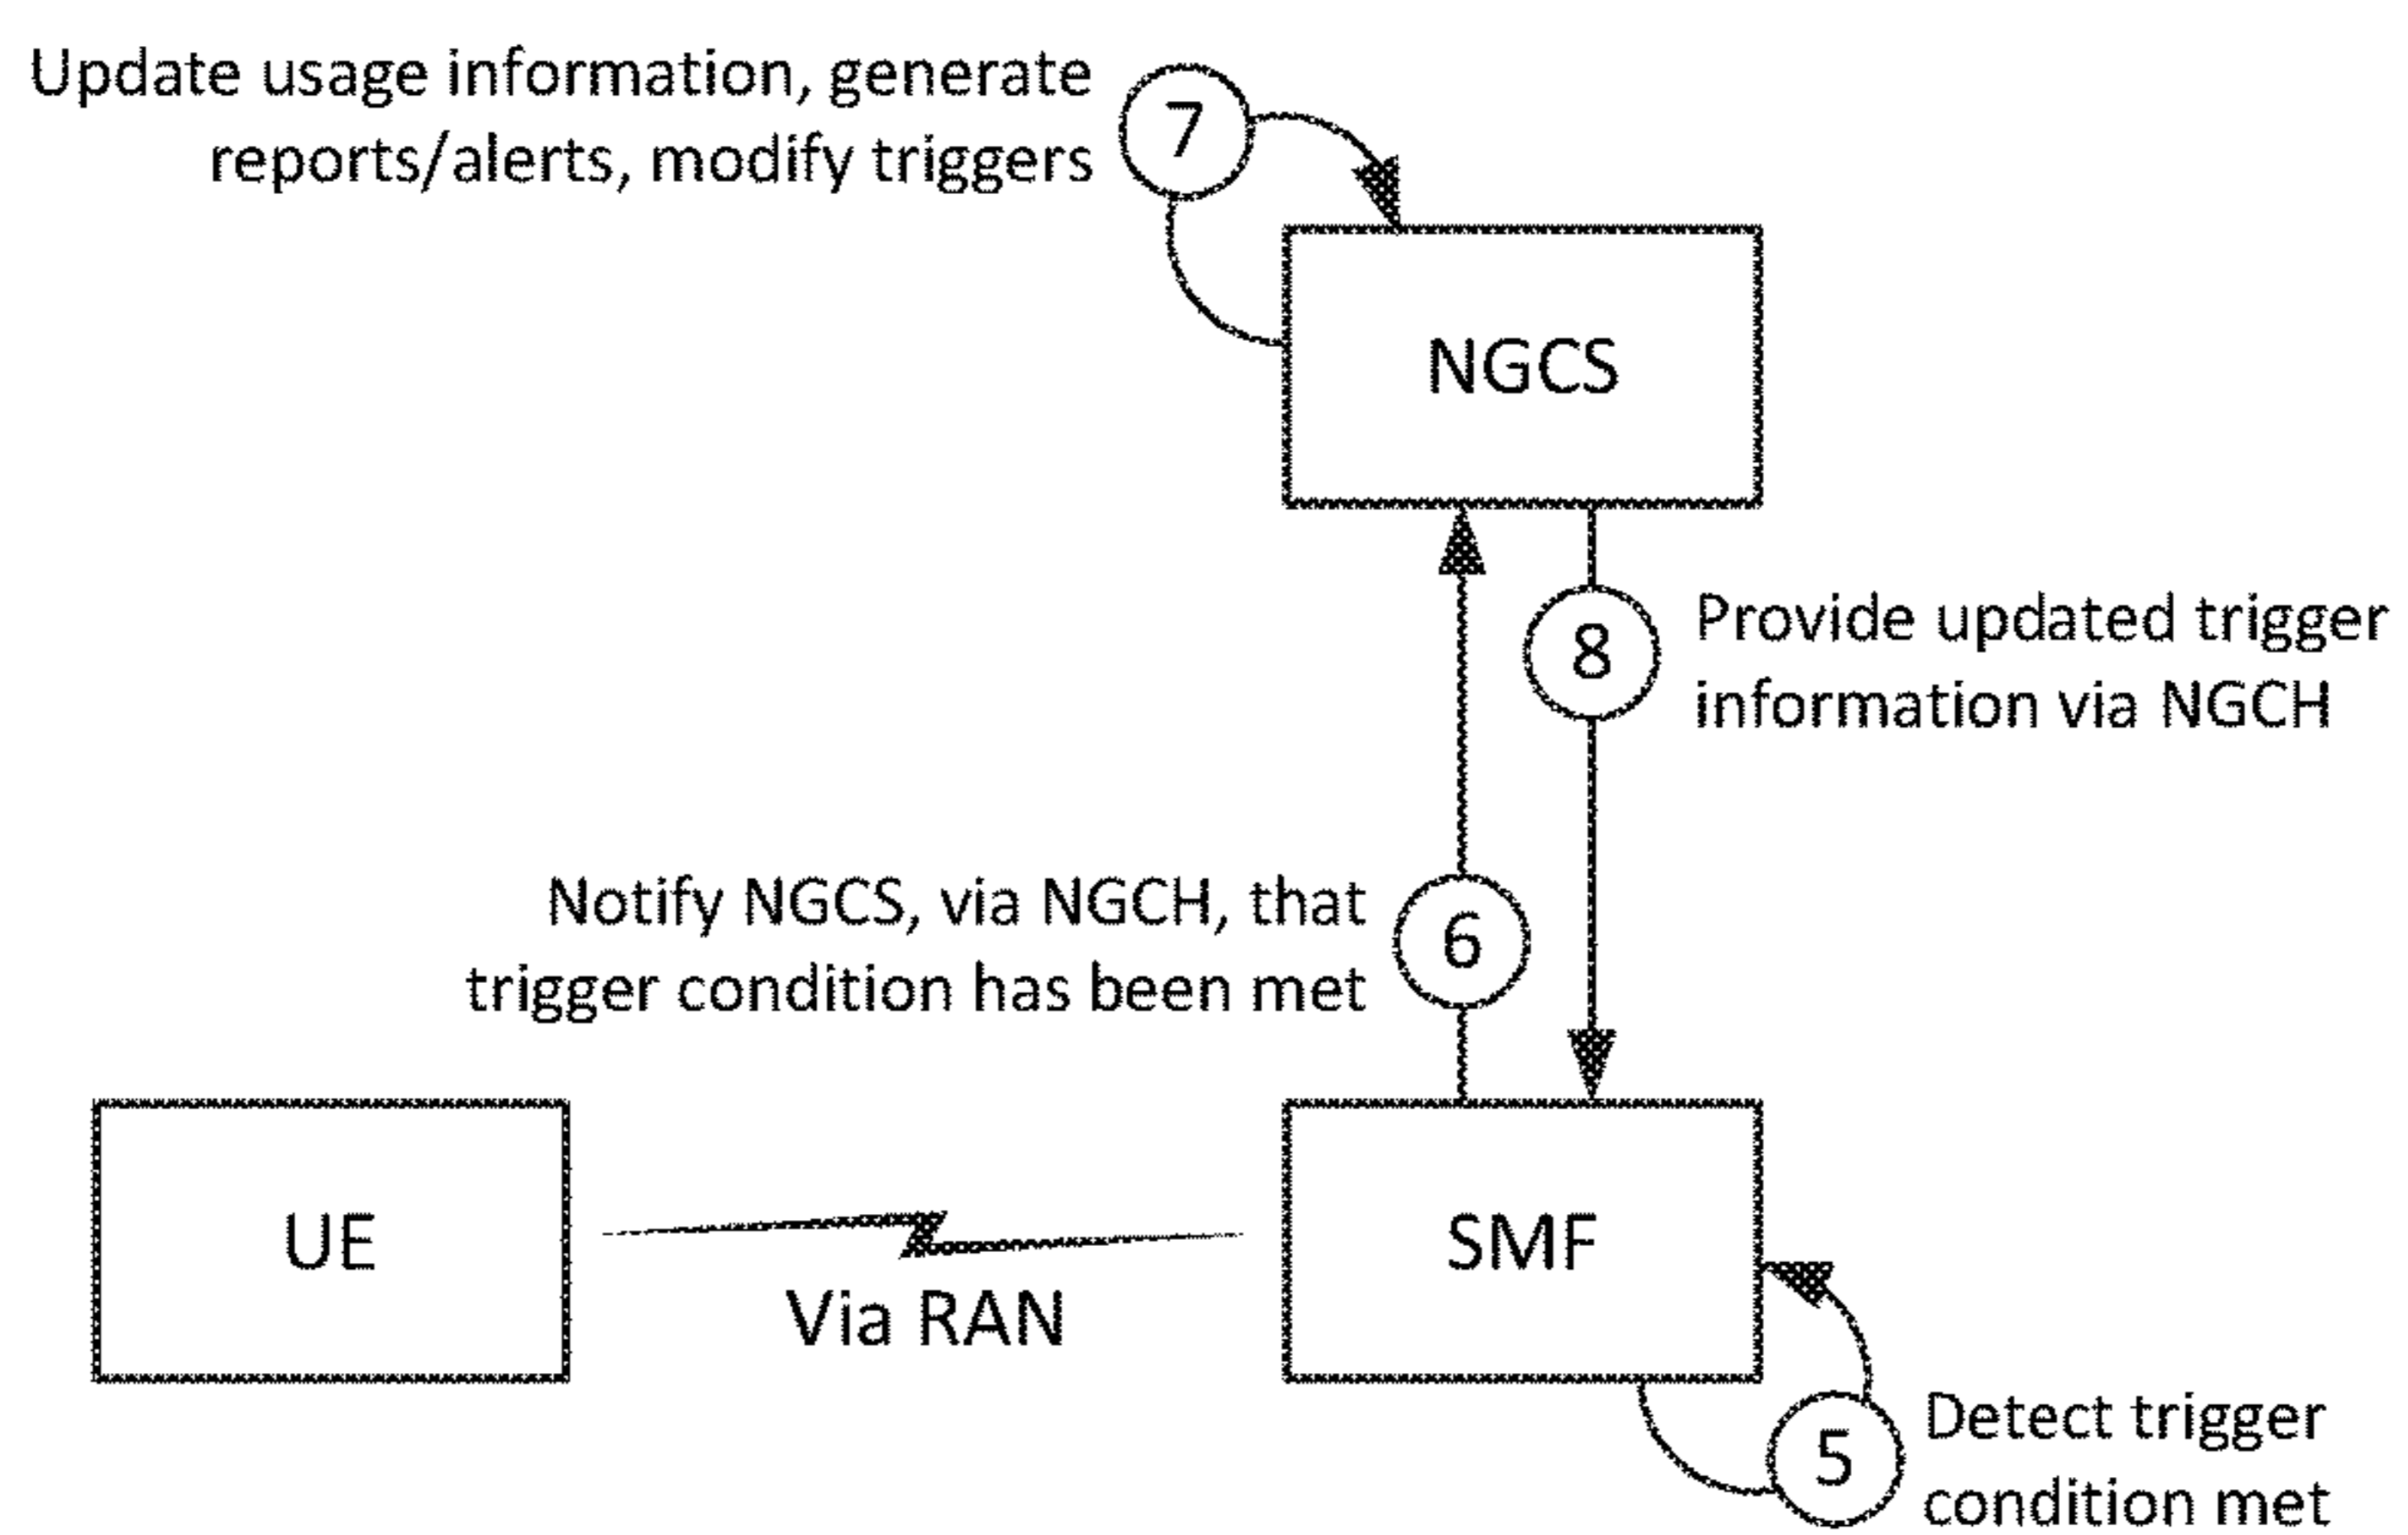 Update usage information, generate
reports/alerts, modify triggers
7
NGCS
8
Provide updated trigger
information via NGCH
Notify NGCS, via NGCH, that
trigger condition has been met
6
UE
Via RAN
SMF
5
Detect trigger
condition met